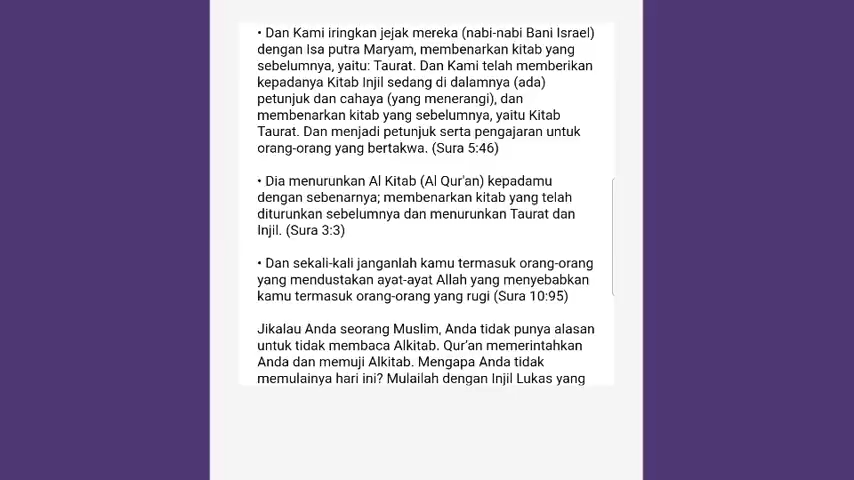 • Dan Kami iringkan jejak mereka (nabi-nabi Bani Israel)
dengan Isa putra Maryam, membenarkan kitab yang
sebelumnya, yaitu: Taurat. Dan Kami telah memberikan
kepadanya Kitab Injil sedang di dalamnya (ada)
petunjuk dan cahaya (yang menerangi), dan
membenarkan kitab yang sebelumnya, yaitu Kitab
Taurat. Dan menjadi petunjuk serta pengajaran untuk
orang-orang yang bertakwa. (Sura 5:46)
• Dia menurunkan Al Kitab (Al Qur'an) kepadamu
dengan sebenarnya; membenarkan kitab yang telah
diturunkan sebelumnya dan menurunkan Taurat dan
Injil. (Sura 3:3)
• Dan sekali-kali janganlah kamu termasuk orang-orang
yang mendustakan ayat-ayat Allah yang menyebabkan
kamu termasuk orang-orang yang rugi (Sura 10:95)
Jikalau Anda seorang Muslim, Anda tidak punya alasan
untuk tidak membaca Alkitab. Qur’an memerintahkan
Anda dan memuji Alkitab. Mengapa Anda tidak
memulainya hari ini? Mulailah dengan Injil Lukas yang